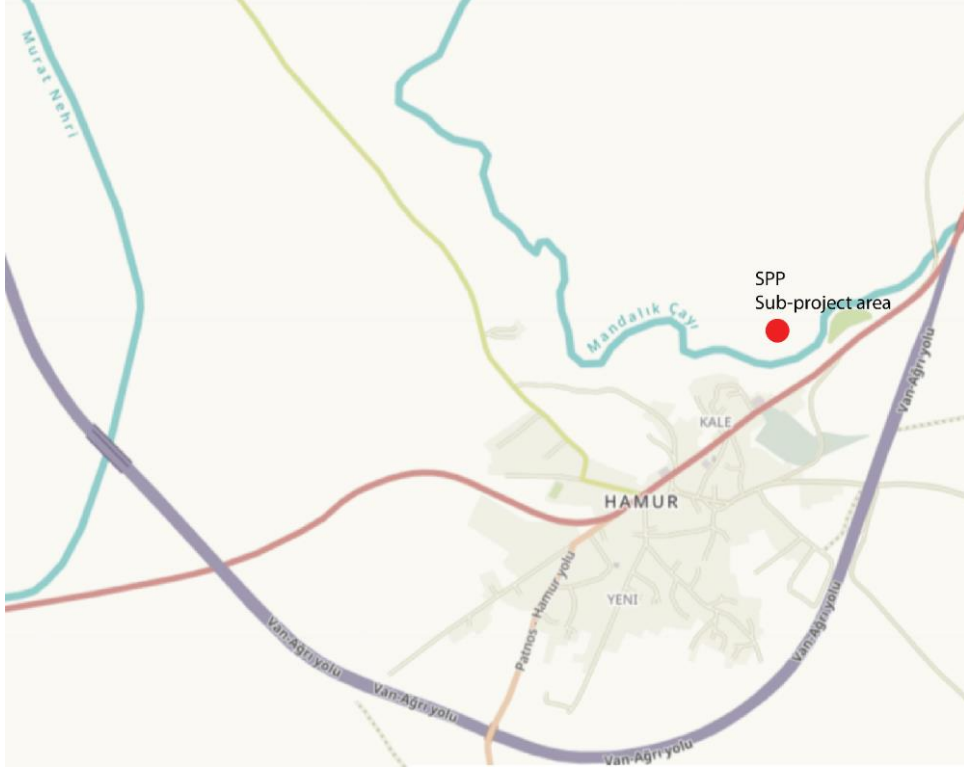 Murat Nehri
SPP
Sub-project area
Mandalık Çayı
Van-Ağrı yolu
KALE
HAMUR
Patnos - Hamur yolu
YENI
Van-Ağrı yolu
Van-Ağrı yolu
Van-Ağrı yolu
Van-Ağrı yolu